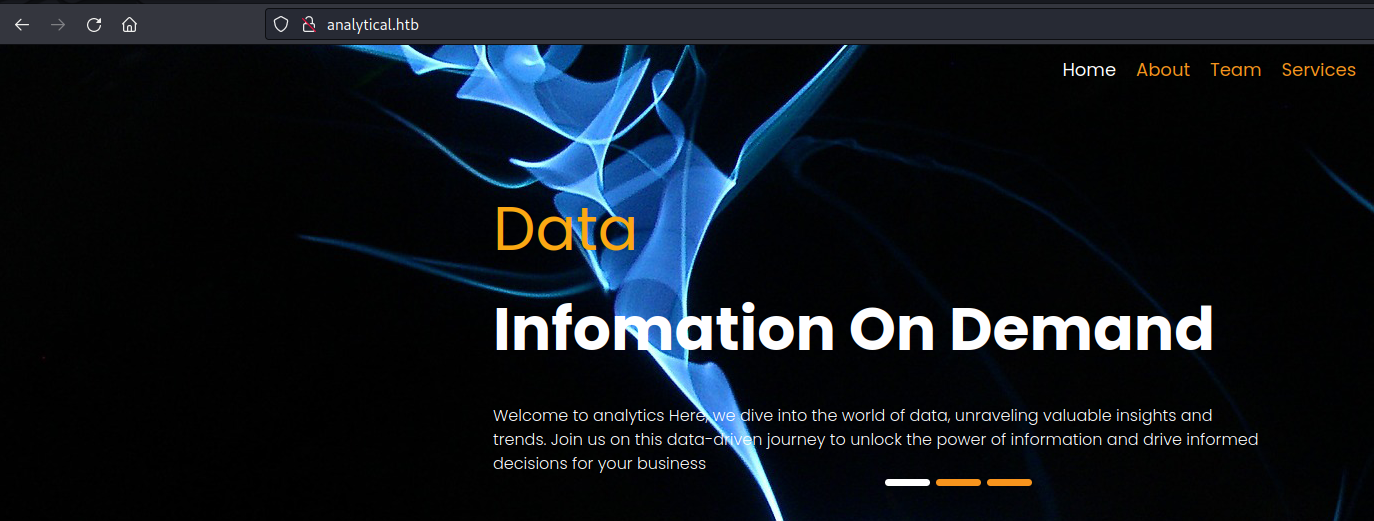 analytical.htb
Home About Team Services
Data
Infomation On Demand
Welcome to analytics Here, we dive into the world of data, unraveling valuable insights and
trends. Join us on this data-driven journey to unlock the power of information and drive informed
decisions for your business